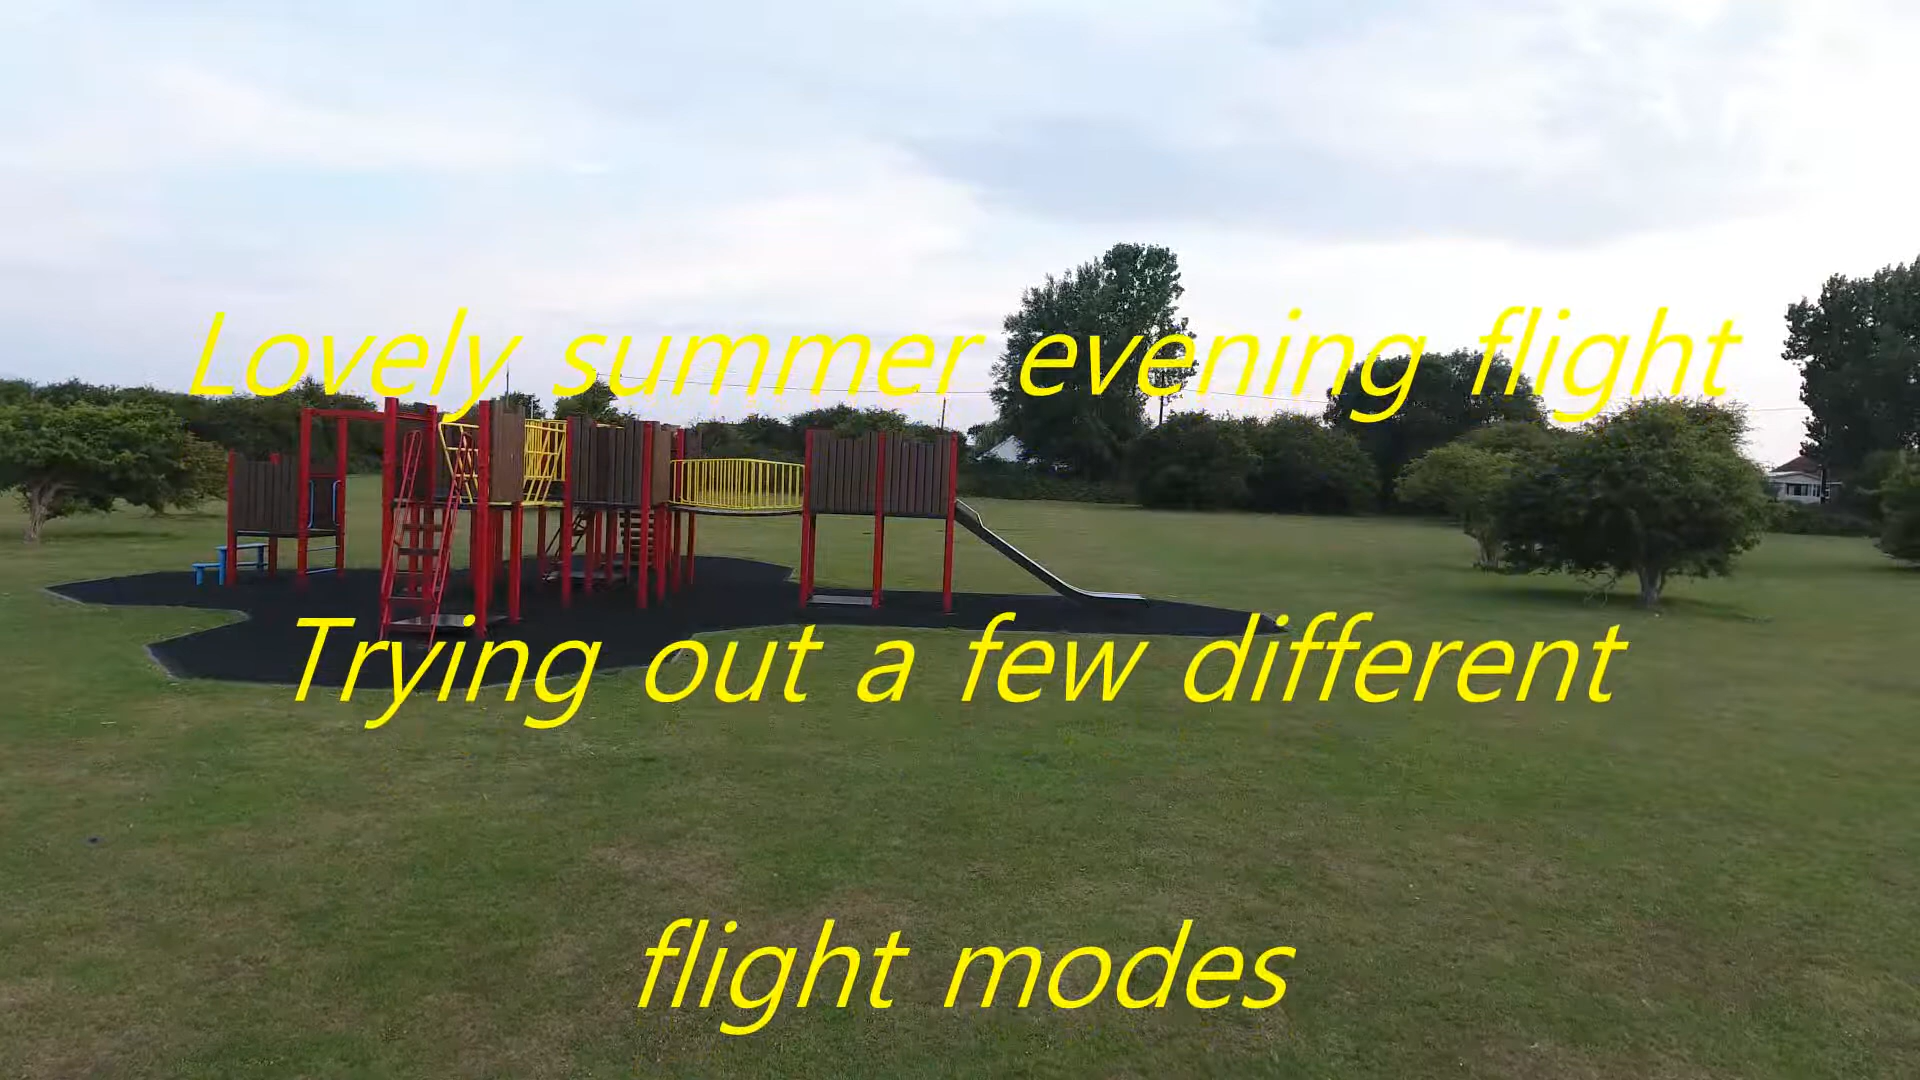 Lovely summer evening flight
Trying out a few different
flight modes